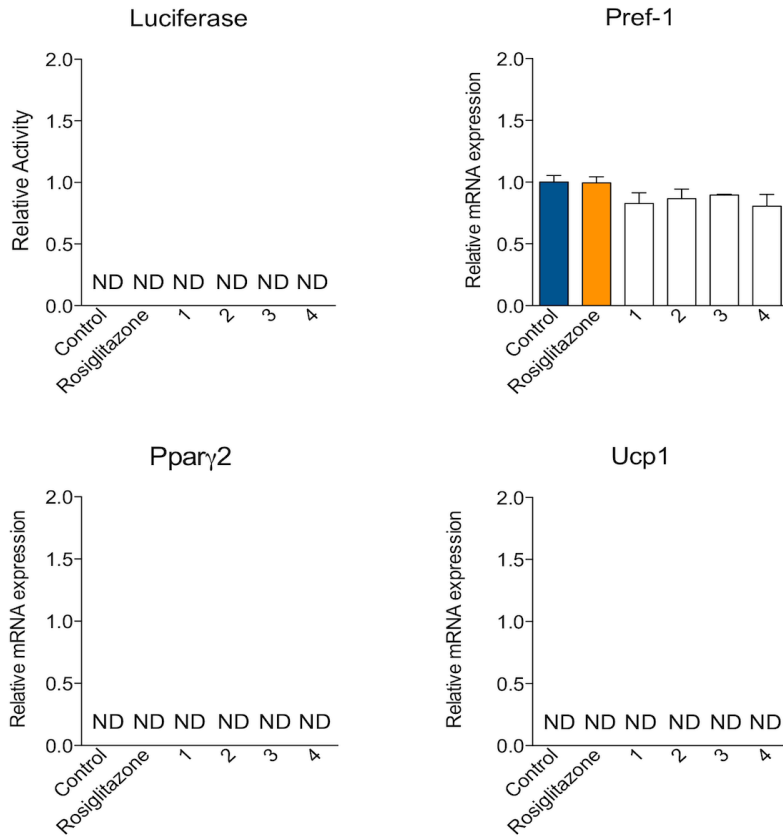 Luciferase
Relative Activity
2.0
1.5
1.0
0.5
0.0
ND ND ND ND ND ND
Control
Rosiglitazone
1
2
3
4
Pref-1
Relative mRNA expression
2.0
1.5
1.0
0.5
0.0
Control
Rosiglitazone
1
2
3
4
Pparγ2
Relative mRNA expression
2.0
1.5
1.0
0.5
0.0
ND ND ND ND ND ND
Control
Rosiglitazone
1
2
3
4
Ucp1
Relative mRNA expression
2.0
1.5
1.0
0.5
0.0
ND ND ND ND ND ND
Control
Rosiglitazone
1
2
3
4